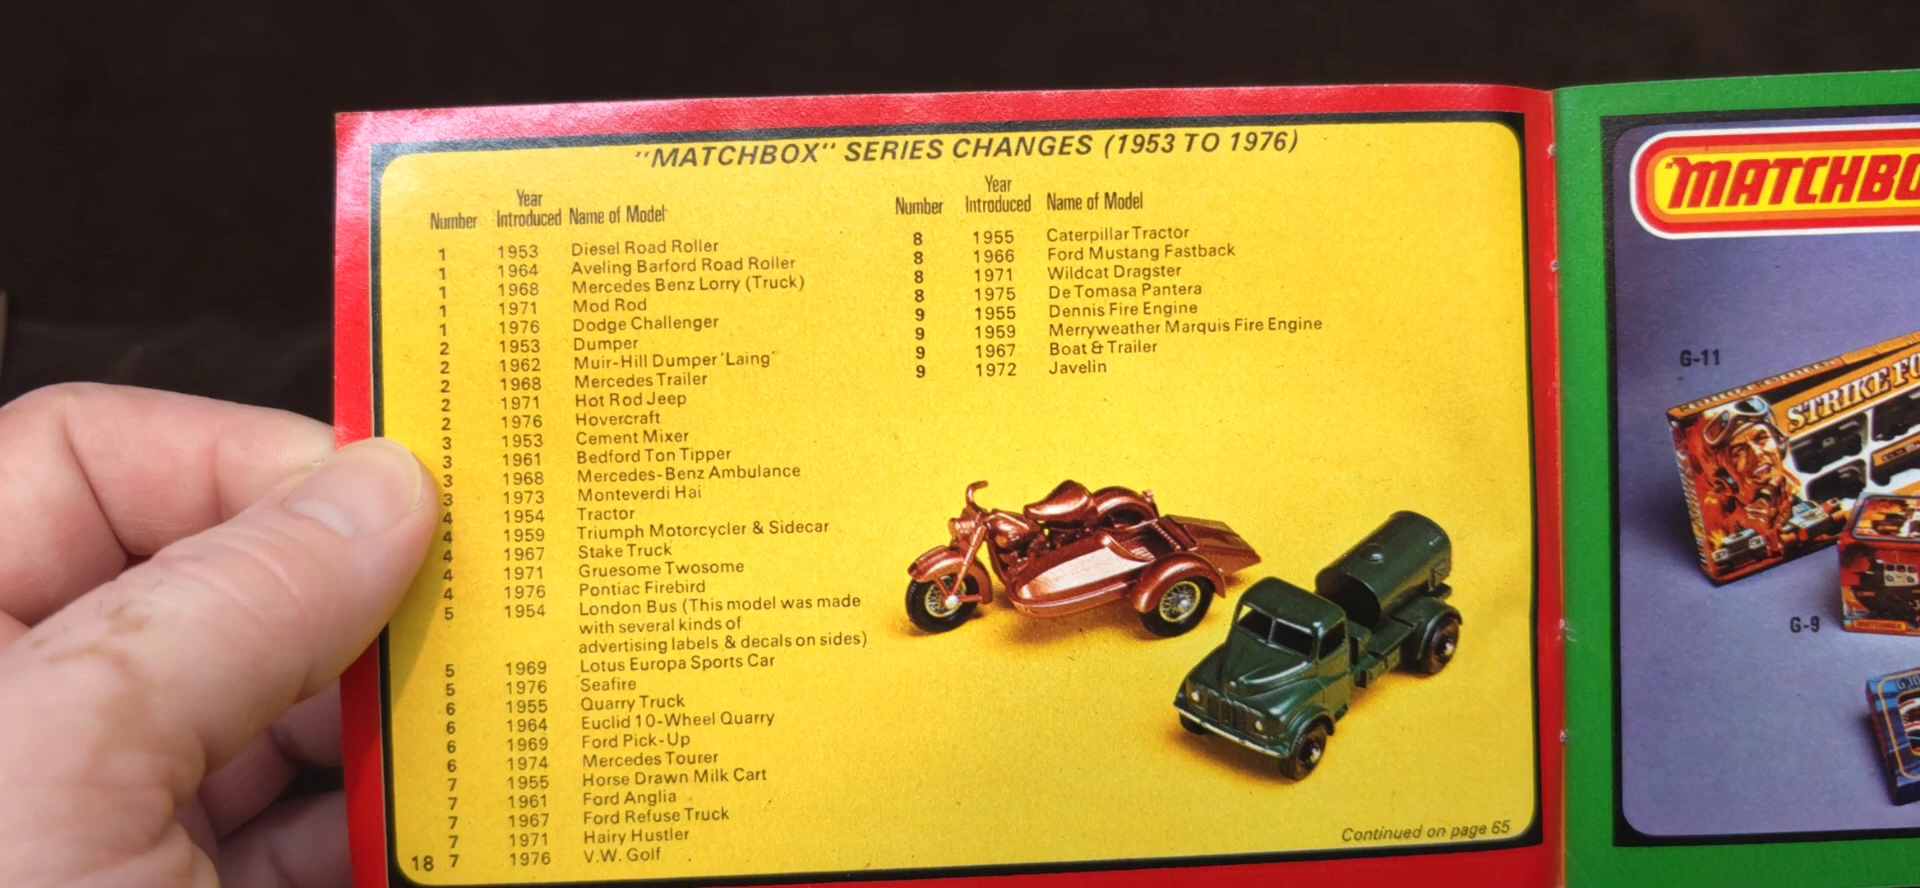 "MATCHBOX" SERIES CHANGES (1953 TO 1976)
Number Year Introduced Name of Model
1 1953 Diesel Road Roller
1 1964 Aveling Barford Road Roller
1 1968 Mercedes Benz Lorry (Truck)
1 1971 Mod Rod
1 1976 Dodge Challenger
2 1953 Dumper
2 1962 Muir-Hill Dumper 'Laing'
2 1968 Mercedes Trailer
2 1971 Hot Rod Jeep
2 1976 Hovercraft
3 1953 Cement Mixer
3 1961 Bedford Ton Tipper
3 1968 Mercedes-Benz Ambulance
3 1973 Monteverdi Hai
4 1954 Tractor
4 1959 Triumph Motorcycler & Sidecar
4 1967 Stake Truck
4 1971 Gruesome Twosome
4 1976 Pontiac Firebird
5 1954 London Bus (This model was made
with several kinds of
advertising labels & decals on sides)
5 1969 Lotus Europa Sports Car
5 1976 Seafire
6 1955 Quarry Truck
6 1964 Euclid 10-Wheel Quarry
6 1969 Ford Pick-Up
6 1974 Mercedes Tourer
7 1955 Horse Drawn Milk Cart
7 1961 Ford Anglia
7 1967 Ford Refuse Truck
7 1971 Hairy Hustler
7 1976 V.W. Golf
18
Number Year Introduced Name of Model
8 1955 Caterpillar Tractor
8 1966 Ford Mustang Fastback
8 1971 Wildcat Dragster
8 1975 De Tomasa Pantera
9 1955 Dennis Fire Engine
9 1959 Merryweather Marquis Fire Engine
9 1967 Boat & Trailer
9 1972 Javelin
Continued on page 65
"MATCHBO
G-11
STRIKE FO
G-9
MATCHBOX